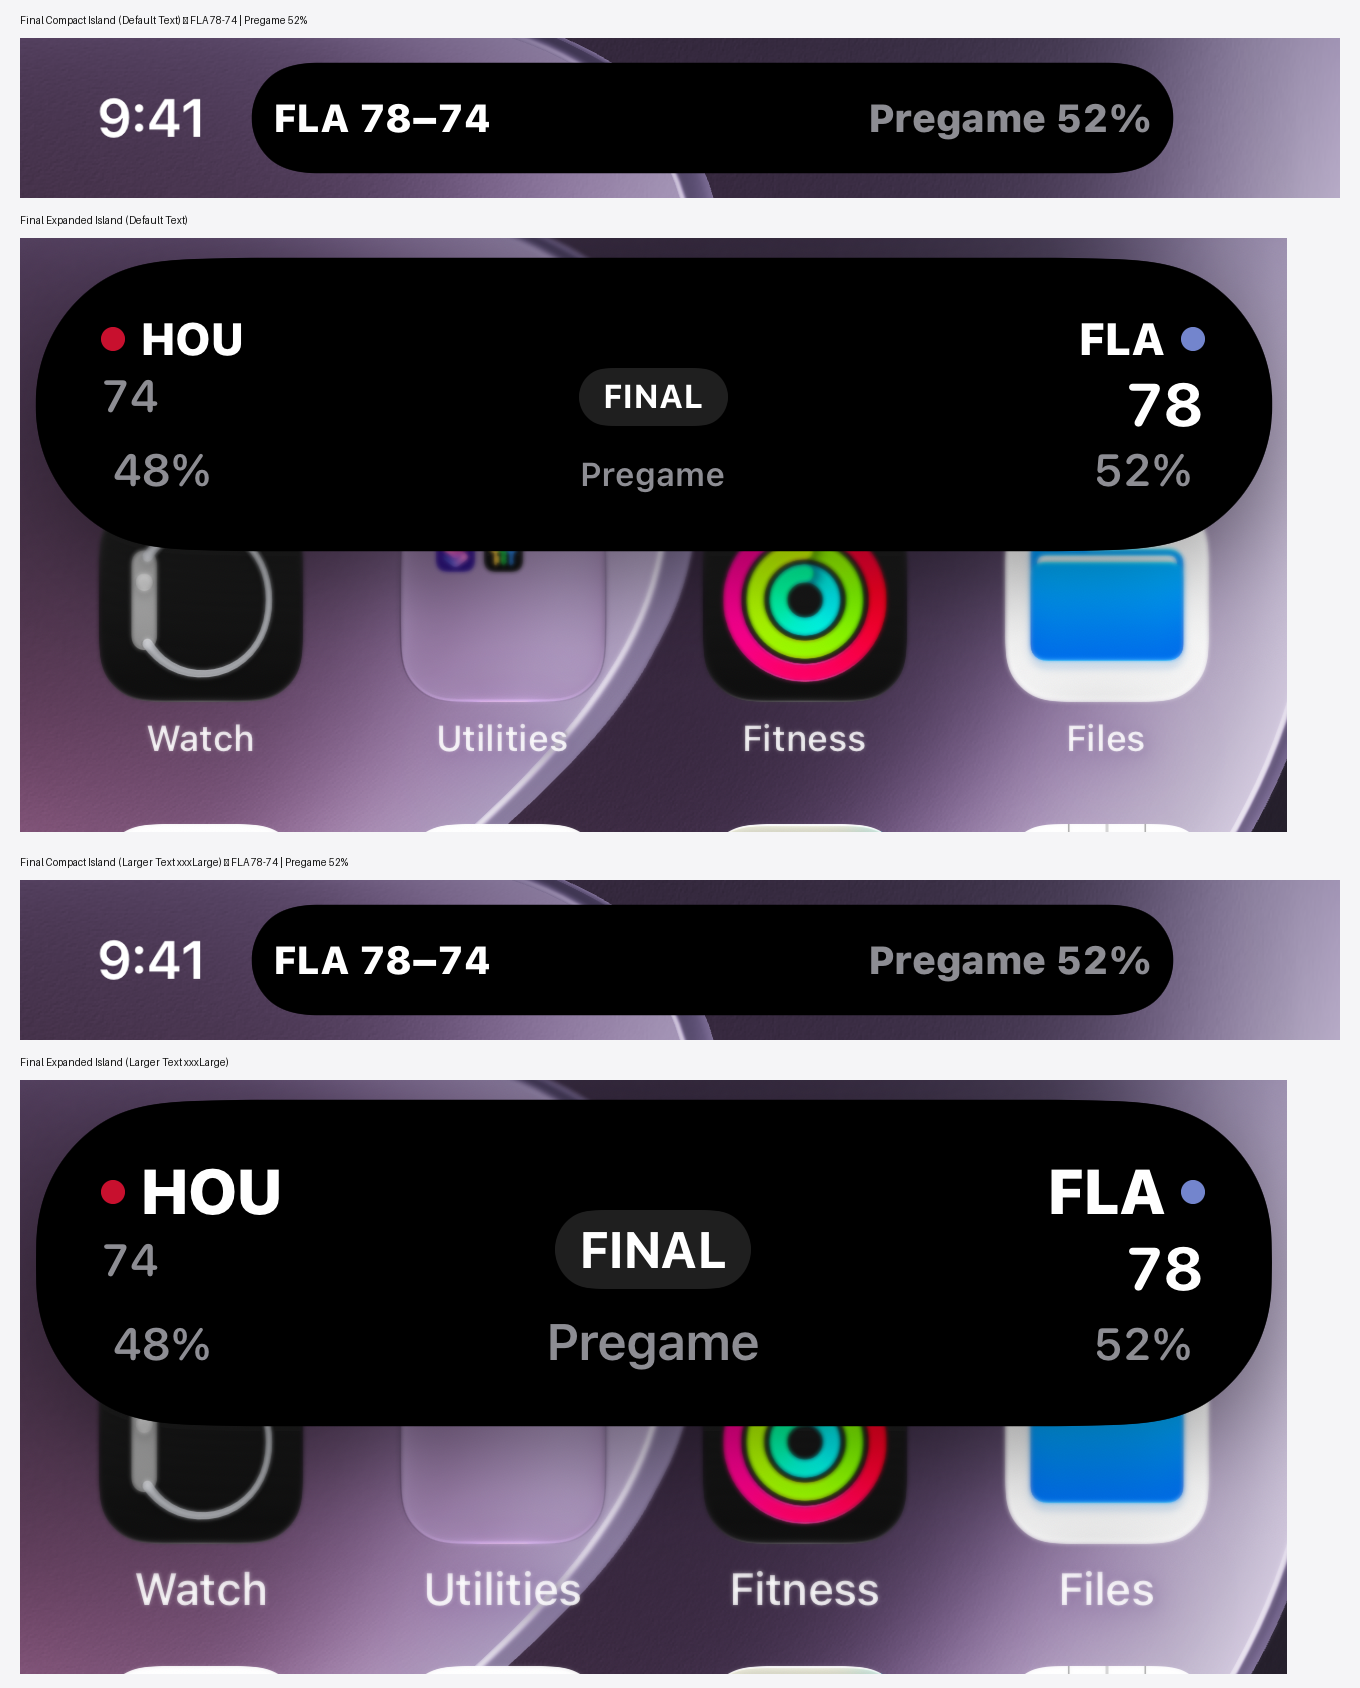 Final Compact Island (Default Text) FLA 78-74 | Pregame 52%
9:41
FLA 78–74
Pregame 52%
Final Expanded Island (Default Text)
HOU
FLA
74
FINAL
78
48%
Pregame
52%
Watch
Utilities
Fitness
Files
Final Compact Island (Larger Text xxxLarge) FLA 78-74 | Pregame 52%
9:41
FLA 78–74
Pregame 52%
Final Expanded Island (Larger Text xxxLarge)
HOU
FLA
74
FINAL
78
48%
Pregame
52%
Watch
Utilities
Fitness
Files